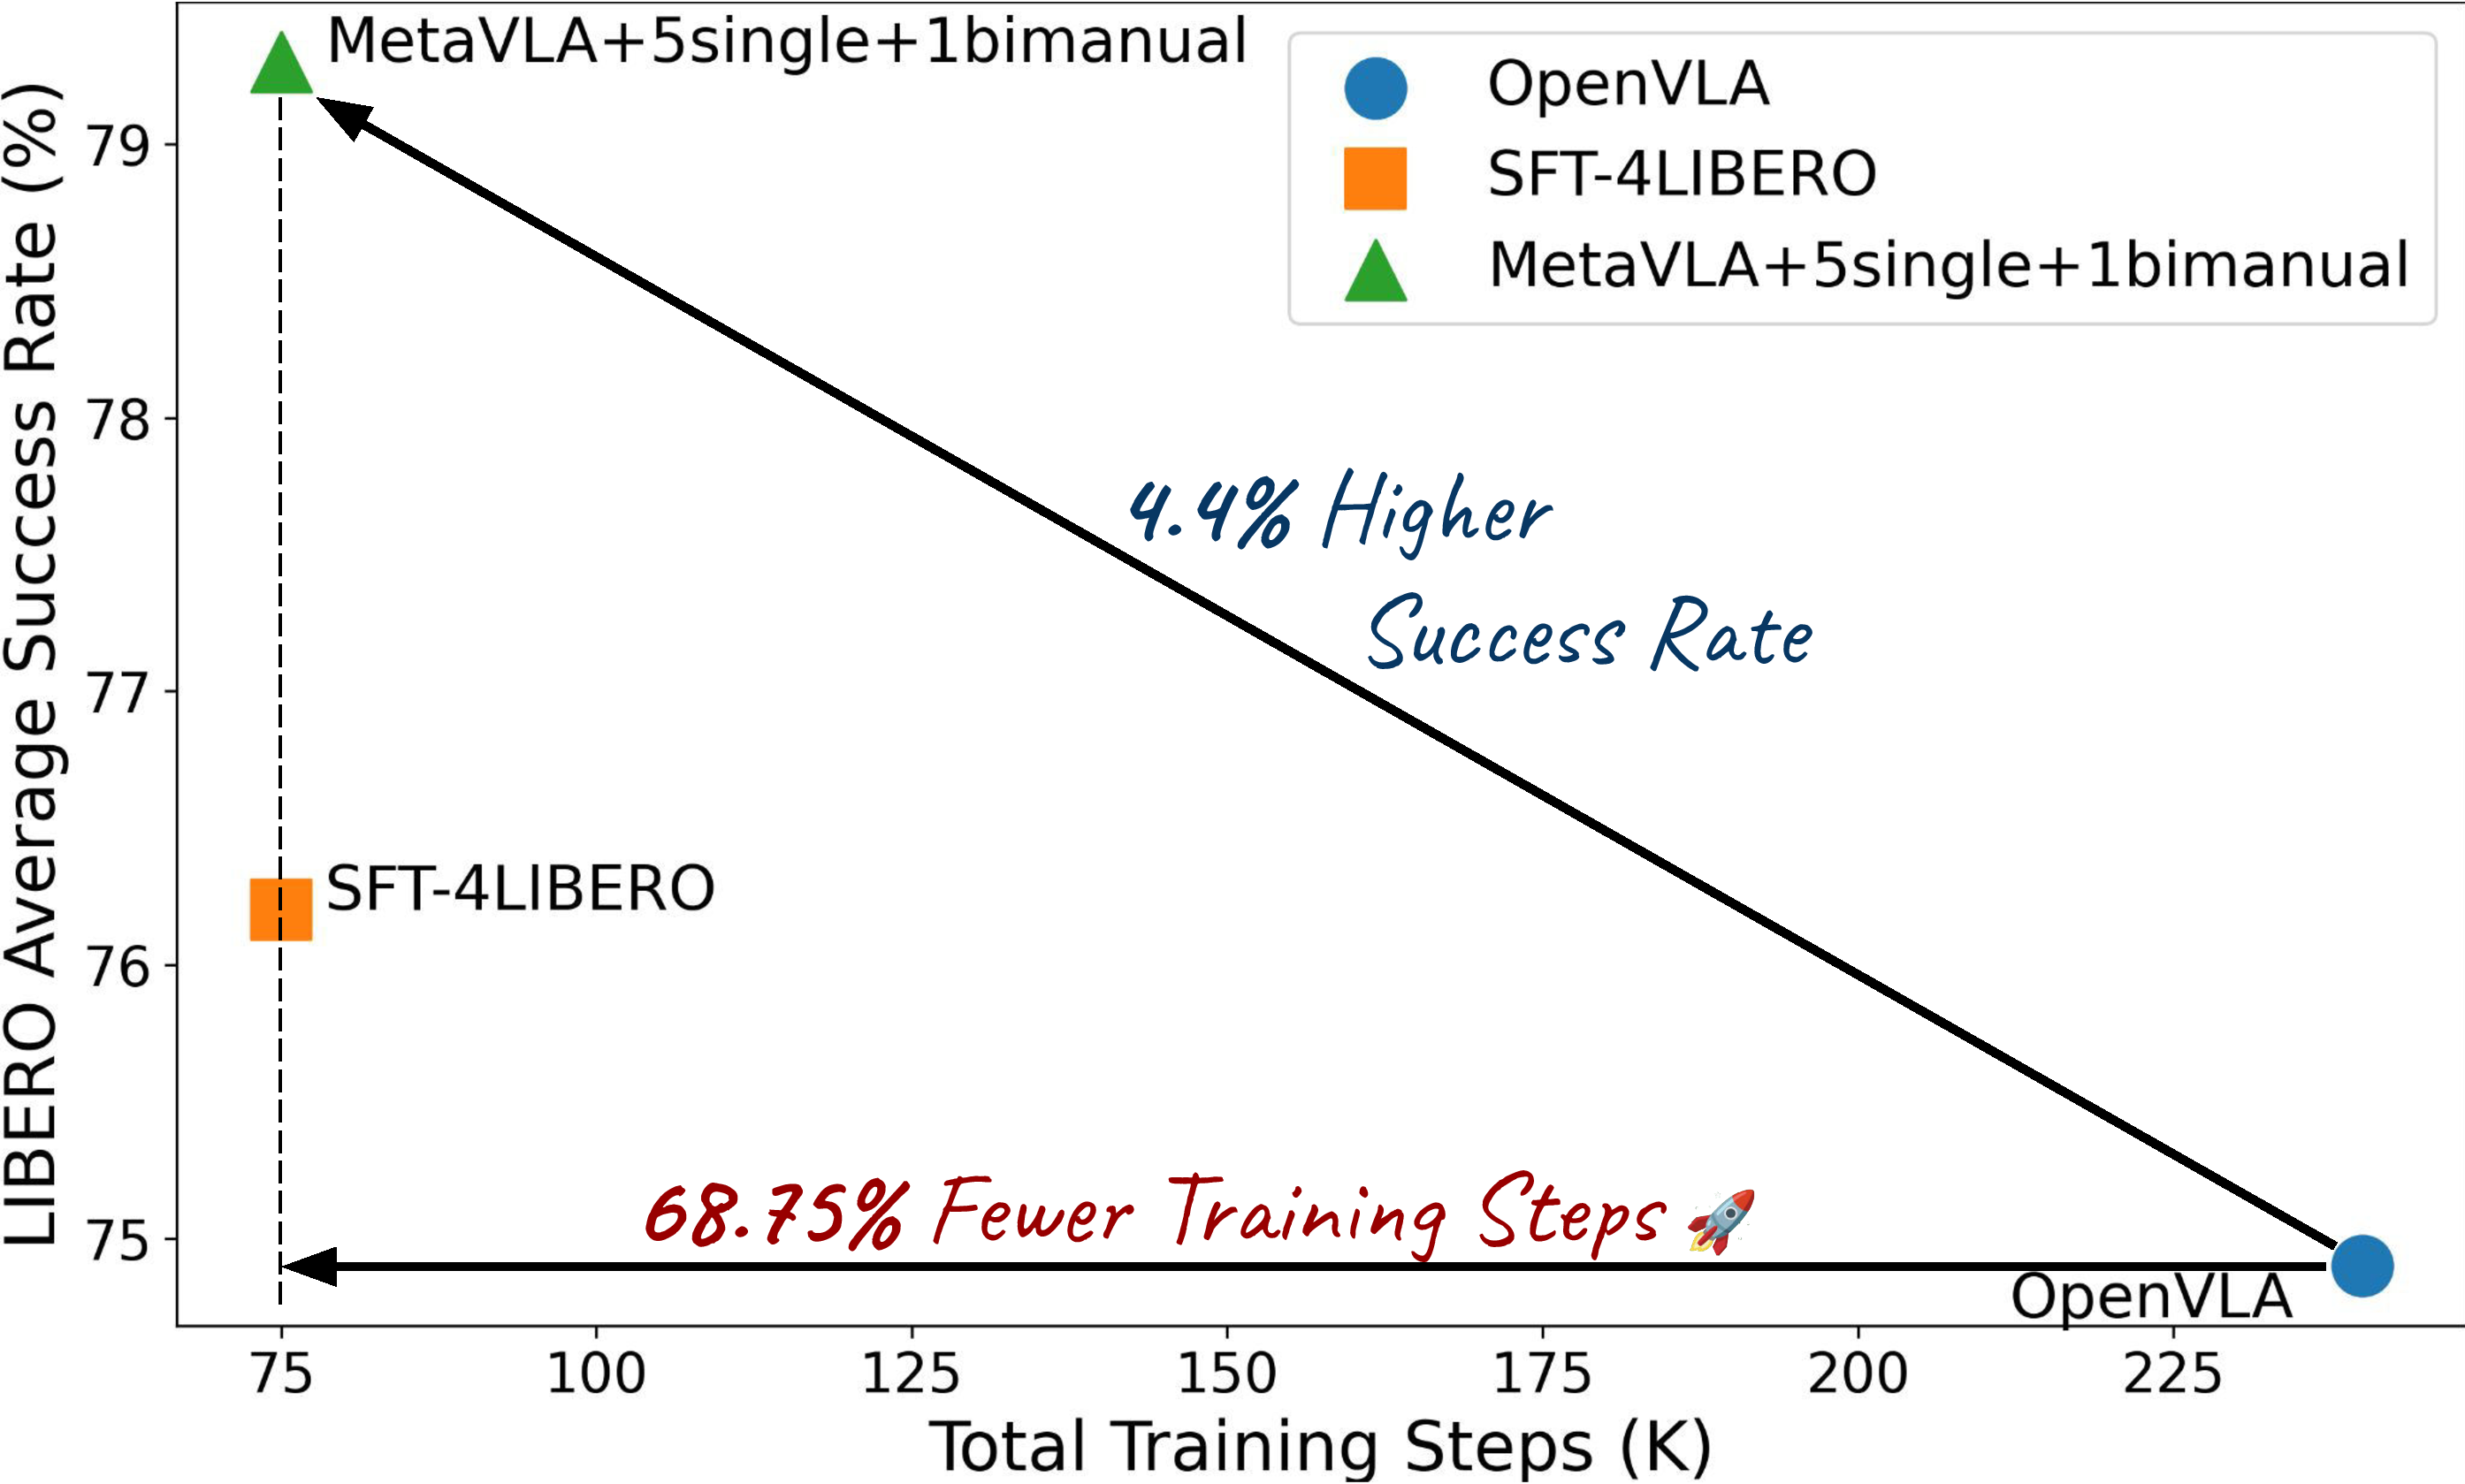 MetaVLA+5single+1bimanual
OpenVLA
SFT-4LIBERO
MetaVLA+5single+1bimanual
LIBERO Average Success Rate (%)
79
78
77
76
75
4.4% Higher
Success Rate
SFT-4LIBERO
68.75% Fewer Training Steps 🚀
OpenVLA
75 100 125 150 175 200 225
Total Training Steps (K)